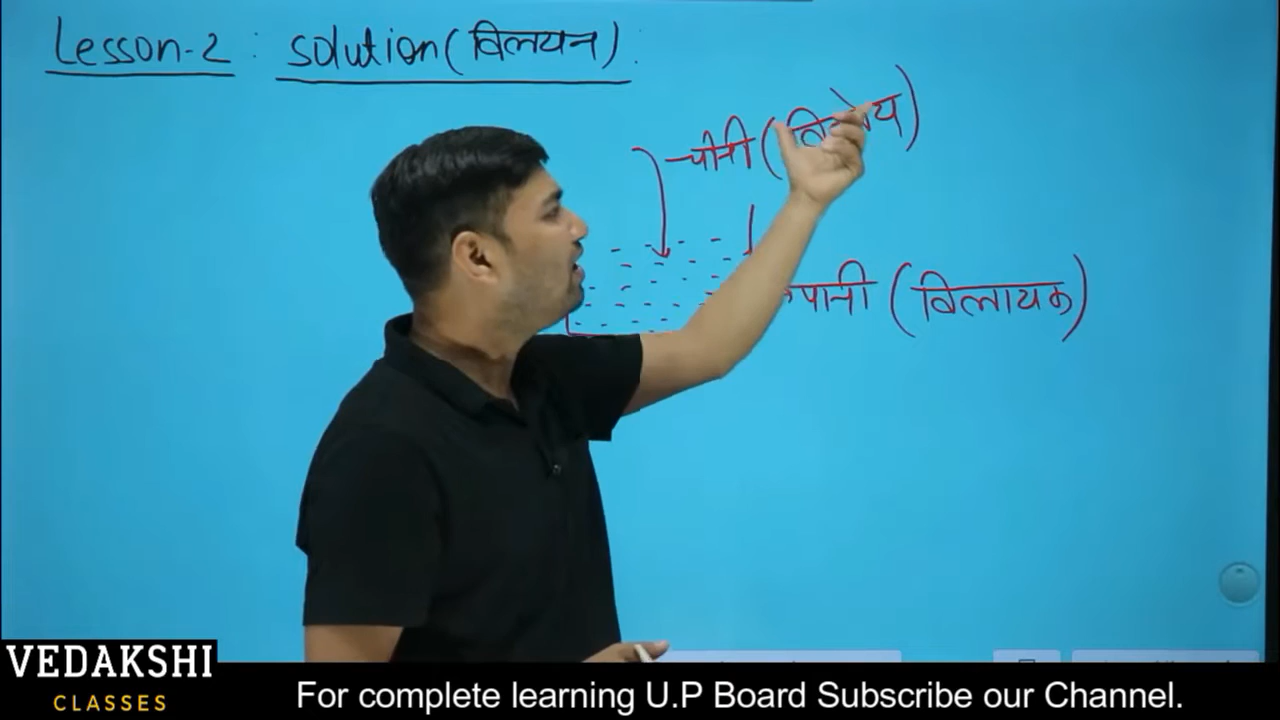 Lesson-2 : solution (विलयन)
चीनी (
पानी (विलायक)
VEDAKSHI
CLASSES
For complete learning U.P Board Subscribe our Channel.